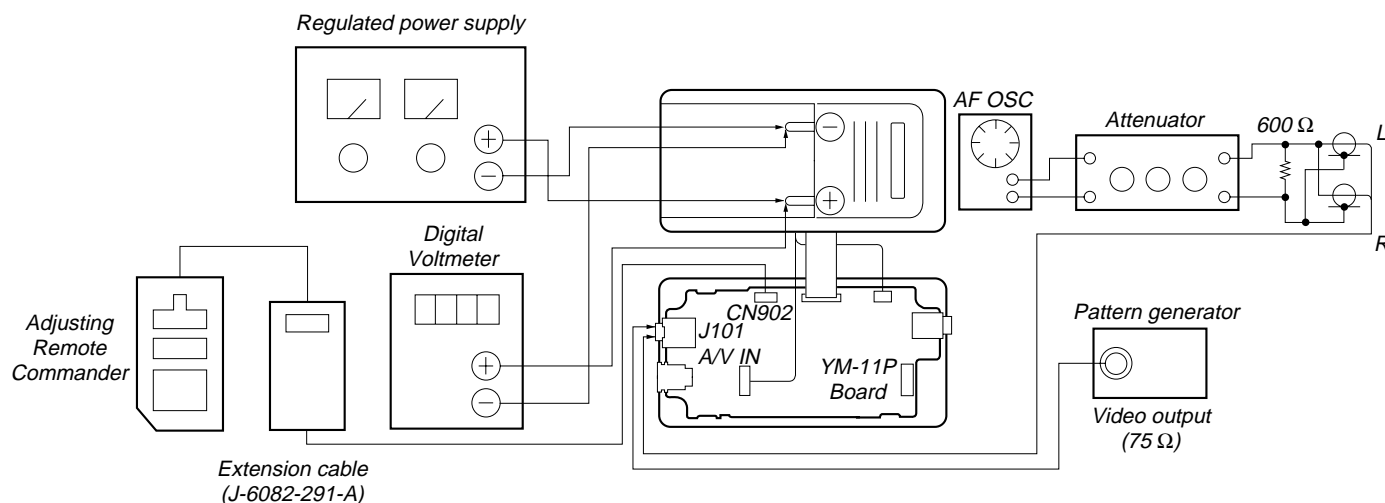 Regulated power supply
+
−
−
+
AF OSC
Attenuator
600 Ω
L
R
Digital
Voltmeter
+
−
Adjusting
Remote
Commander
Extension cable
(J-6082-291-A)
CN902
J101
A/V IN
YM-11P
Board
Pattern generator
Video output
(75 Ω)